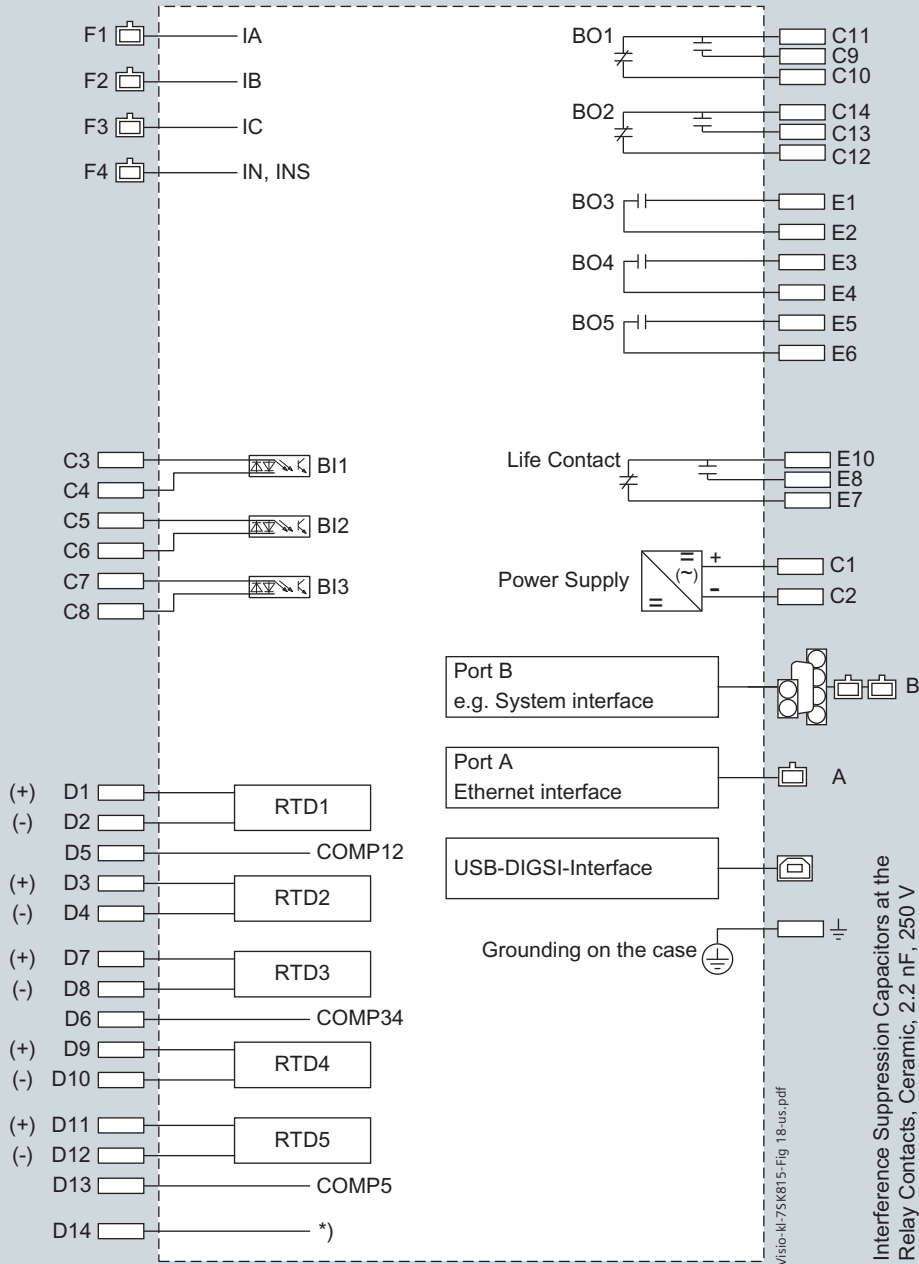 F1 IA
F2 IB
F3 IC
F4 IN, INS
BO1 C11
C9
C10
BO2 C14
C13
C12
BO3 E1
E2
BO4 E3
E4
BO5 E5
E6
C3 BI1
C4
C5 BI2
C6
C7 BI3
C8
Life Contact E10
E8
E7
Power Supply = (~) = + - C1
C2
Port B
e.g. System interface
B
Port A
Ethernet interface
A
USB-DIGSI-Interface
Grounding on the case
(+) D1 RTD1
(-) D2
D5 COMP12
(+) D3 RTD2
(-) D4
(+) D7 RTD3
(-) D8
D6 COMP34
(+) D9 RTD4
(-) D10
(+) D11 RTD5
(-) D12
D13 COMP5
D14 *)
Visio-kl-7SK815-Fig 18-us.pdf
Interference Suppression Capacitors at the
Relay Contacts, Ceramic, 2.2 nF, 250 V